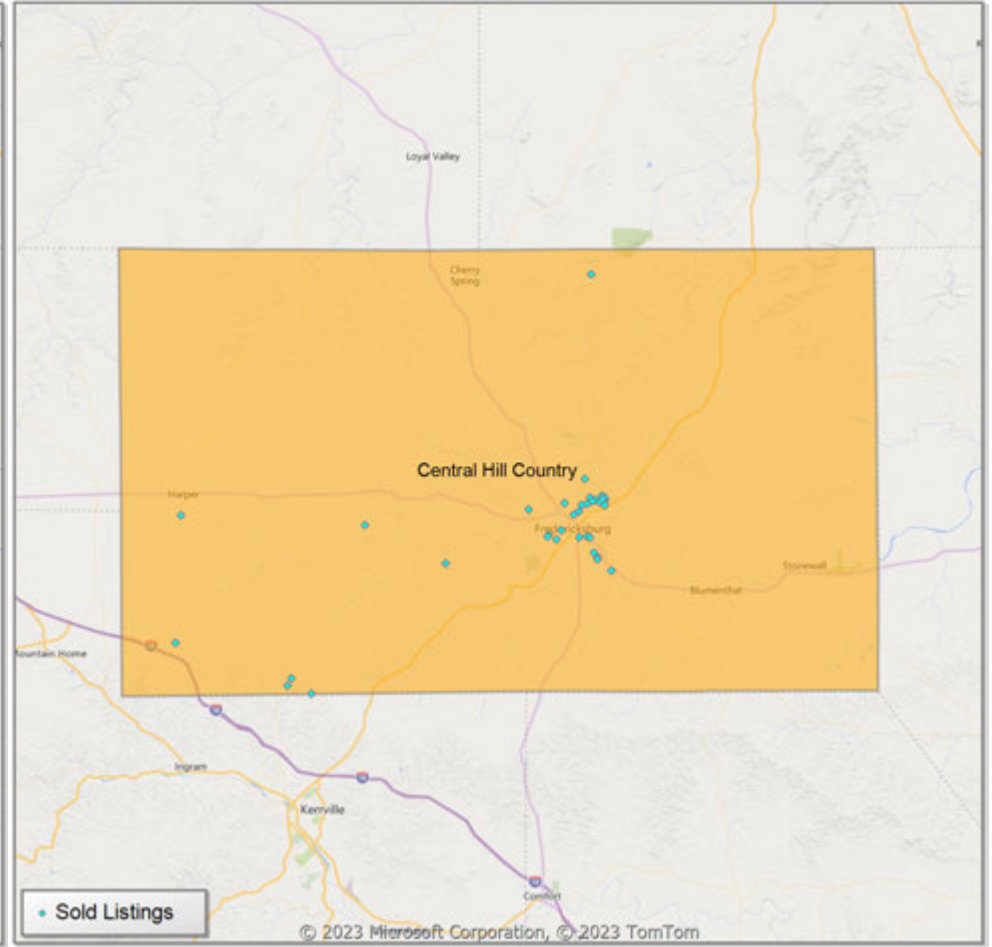 Loyal Valley
Cherry
Spring
Central Hill Country
Harper
Fredericksburg
Stonewall
Blumenthal
Mountain Home
Ingram
Kerrville
Comfort
Sold Listings
© 2023 Microsoft Corporation, © 2023 TomTom